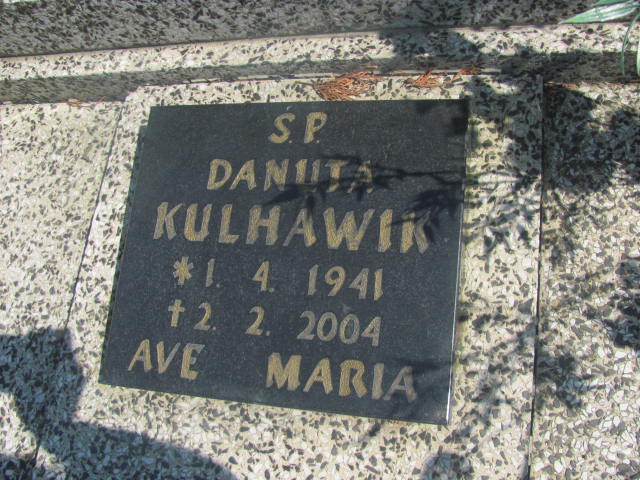 S.P.
DANUTA
KULHAWIK
* 1. 4. 1941
† 2. 2. 2004
AVE MARIA